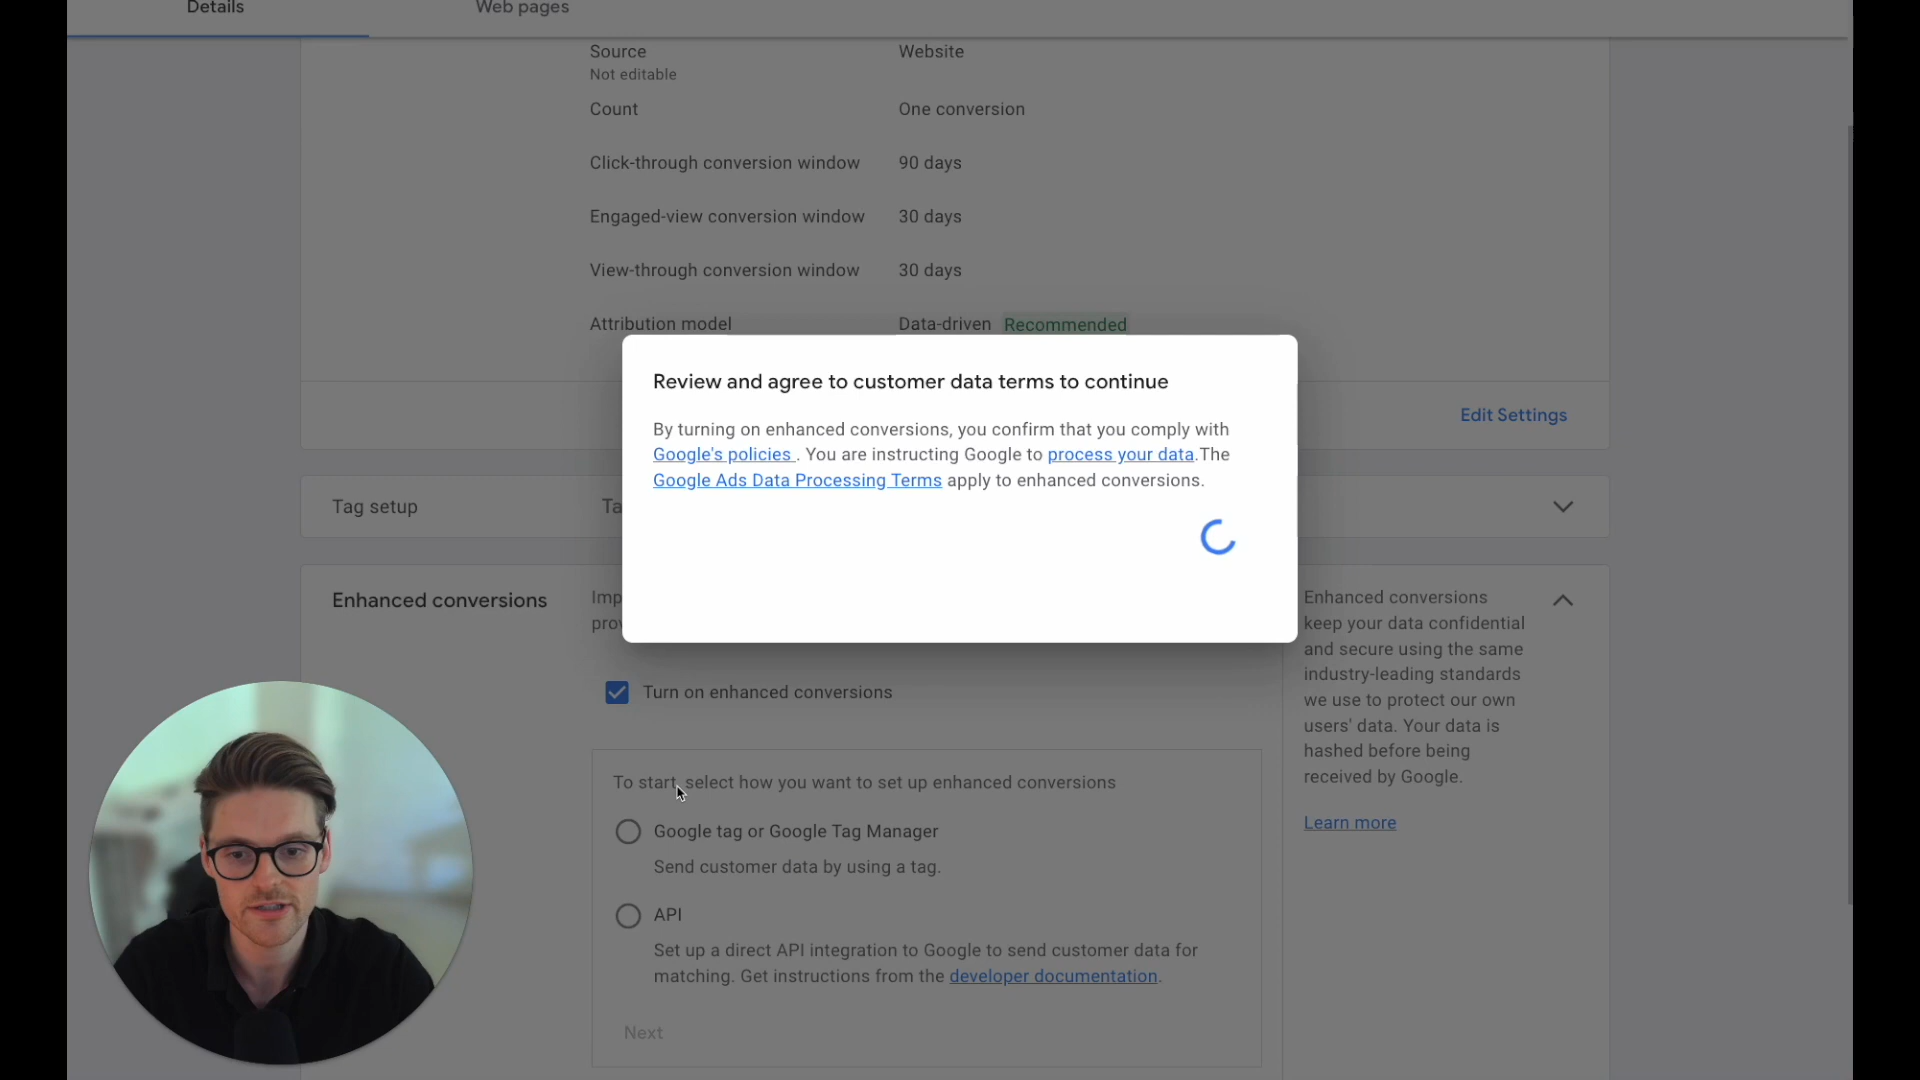 Details
Web pages
Source
Website
Not editable
Count
One conversion
Click-through conversion window
90 days
Engaged-view conversion window
30 days
View-through conversion window
30 days
Attribution model
Data-driven Recommended
Review and agree to customer data terms to continue
By turning on enhanced conversions, you confirm that you comply with
Google's policies . You are instructing Google to process your data.The
Google Ads Data Processing Terms apply to enhanced conversions.
Edit Settings
Tag setup
Ta
Enhanced conversions
Imp
prov
Turn on enhanced conversions
To start, select how you want to set up enhanced conversions
Google tag or Google Tag Manager
Send customer data by using a tag.
API
Set up a direct API integration to Google to send customer data for
matching. Get instructions from the developer documentation.
Next
Enhanced conversions
keep your data confidential
and secure using the same
industry-leading standards
we use to protect our own
users' data. Your data is
hashed before being
received by Google.
Learn more